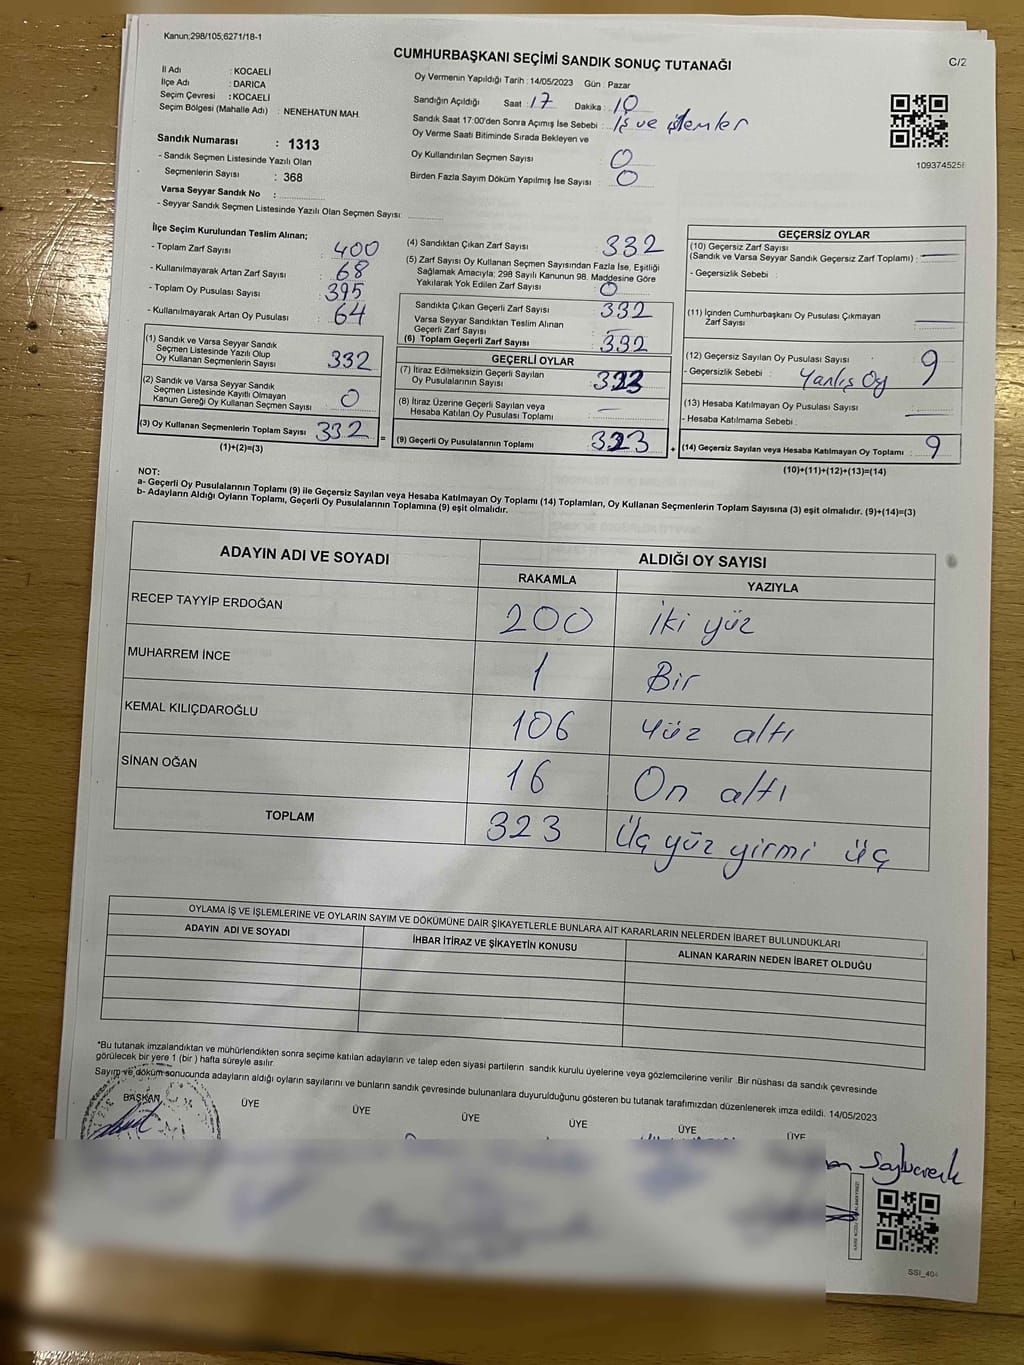 Kanun;298/105,6271/18-1
CUMHURBAŞKANI SEÇİMİ SANDIK SONUÇ TUTANAĞI
C/2
İl Adı : KOCAELİ
İlçe Adı : DARICA
Seçim Çevresi : KOCAELİ
Seçim Bölgesi (Mahalle Adı) : NENEHATUN MAH.
Sandık Numarası : 1313
- Sandık Seçmen Listesinde Yazılı Olan
Seçmenlerin Sayısı : 368
Varsa Seyyar Sandık No :
- Seyyar Sandık Seçmen Listesinde Yazılı Olan Seçmen Sayısı:
Oy Vermenin Yapıldığı Tarih : 14/05/2023 Gün : Pazar
Sandığın Açıldığı Saat : 17 Dakika : 10
Sandık Saat 17:00'den Sonra Açımış İse Sebebi : İş ve işlemler
Oy Verme Saati Bitiminde Sırada Bekleyen ve
Oy Kullandırılan Seçmen Sayısı 0
Birden Fazla Sayım Döküm Yapılmış İse Sayısı : 0
1093745256
İlçe Seçim Kurulundan Teslim Alınan;
- Toplam Zarf Sayısı : 400
- Kullanılmayarak Artan Zarf Sayısı : 68
- Toplam Oy Pusulası Sayısı : 395
- Kullanılmayarak Artan Oy Pusulası : 64
(1) Sandık ve Varsa Seyyar Sandık
Seçmen Listesinde Yazılı Olup
Oy Kullanan Seçmenlerin Sayısı : 332
(2) Sandık ve Varsa Seyyar Sandık
Seçmen Listesinde Kayıtlı Olmayan
Kanun Gereği Oy Kullanan Seçmen Sayısı : 0
(3) Oy Kullanan Seçmenlerin Toplam Sayısı : 332
(1)+(2)=(3)
(4) Sandıktan Çıkan Zarf Sayısı : 332
(5) Zarf Sayısı Oy Kullanan Seçmen Sayısından Fazla İse, Eşitliği
Sağlamak Amacıyla; 298 Sayılı Kanunun 98. Maddesine Göre
Yakılarak Yok Edilen Zarf Sayısı : 0
Sandıkta Çıkan Geçerli Zarf Sayısı : 332
Varsa Seyyar Sandıktan Teslim Alınan
Geçerli Zarf Sayısı :
(6) Toplam Geçerli Zarf Sayısı : 332
GEÇERLİ OYLAR
(7) İtiraz Edilmeksizin Geçerli Sayılan
Oy Pusulalarının Sayısı : 323
(8) İtiraz Üzerine Geçerli Sayılan veya
Hesaba Katılan Oy Pusulası Toplamı :
= (9) Geçerli Oy Pusulalarının Toplamı : 323 +
GEÇERSİZ OYLAR
(10) Geçersiz Zarf Sayısı
(Sandık ve Varsa Seyyar Sandık Geçersiz Zarf Toplamı) :
- Geçersizlik Sebebi :
(11) İçinden Cumhurbaşkanı Oy Pusulası Çıkmayan
Zarf Sayısı :
(12) Geçersiz Sayılan Oy Pusulası Sayısı : 9
- Geçersizlik Sebebi : Yanlış Oy
(13) Hesaba Katılmayan Oy Pusulası Sayısı :
- Hesaba Katılmama Sebebi :
(14) Geçersiz Sayılan veya Hesaba Katılmayan Oy Toplamı : 9
(10)+(11)+(12)+(13)=(14)
NOT:
a- Geçerli Oy Pusulalarının Toplamı (9) ile Geçersiz Sayılan veya Hesaba Katılmayan Oy Toplamı (14) Toplamları, Oy Kullanan Seçmenlerin Toplam Sayısına (3) eşit olmalıdır. (9)+(14)=(3)
b- Adayların Aldığı Oyların Toplamı, Geçerli Oy Pusulalarının Toplamına (9) eşit olmalıdır.
ADAYIN ADI VE SOYADI
ALDIĞI OY SAYISI
RAKAMLA YAZIYLA
RECEP TAYYİP ERDOĞAN 200 İki yüz
MUHARREM İNCE 1 Bir
KEMAL KILIÇDAROĞLU 106 Yüz altı
SİNAN OĞAN 16 On altı
TOPLAM 323 Üç yüz yirmi üç
OYLAMA İŞ VE İŞLEMLERİNE VE OYLARIN SAYIM VE DÖKÜMÜNE DAİR ŞİKAYETLERLE BUNLARA AİT KARARLARIN NELERDEN İBARET BULUNDUKLARI
ADAYIN ADI VE SOYADI İHBAR İTİRAZ VE ŞİKAYETİN KONUSU ALINAN KARARIN NEDEN İBARET OLDUĞU
*Bu tutanak imzalandıktan ve mühürlendikten sonra seçime katılan adayların ve talep eden siyasi partilerin sandık kurulu üyelerine veya gözlemcilerine verilir .Bir nüshası da sandık çevresinde
görülecek bir yere 1 (bir ) hafta süreyle asılır.
Sayım ve döküm sonucunda adayların aldığı oyların sayılarını ve bunların sandık çevresinde bulunanlara duyurulduğunu gösteren bu tutanak tarafımızdan düzenlenerek imza edildi. 14/05/2023
BAŞKAN ÜYE ÜYE ÜYE ÜYE ÜYE ÜYE
SSI_404